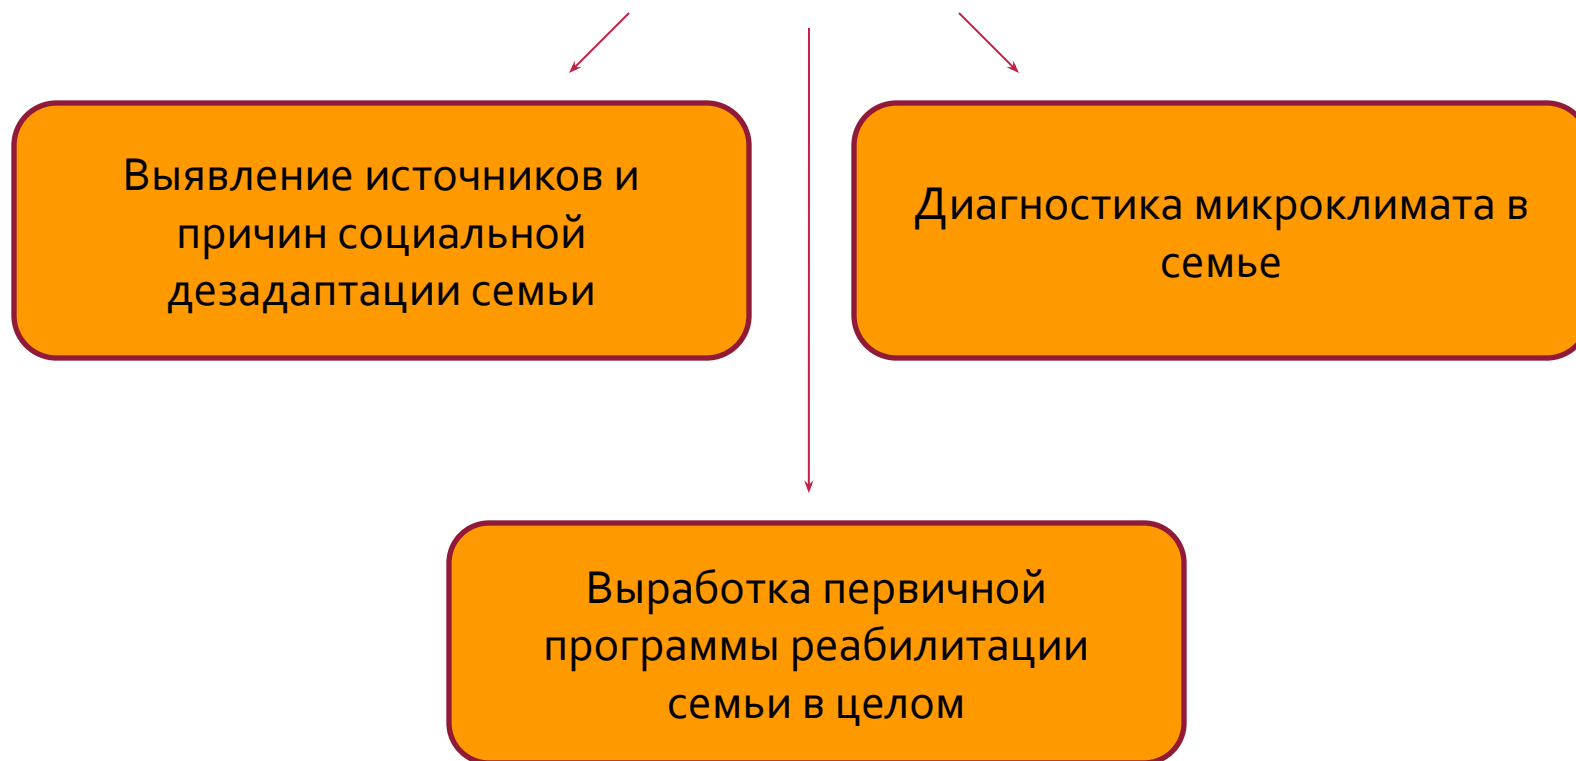 Выявление источников и
причин социальной
дезадаптации семьи
Диагностика микроклимата в
семье
Выработка первичной
программы реабилитации
семьи в целом